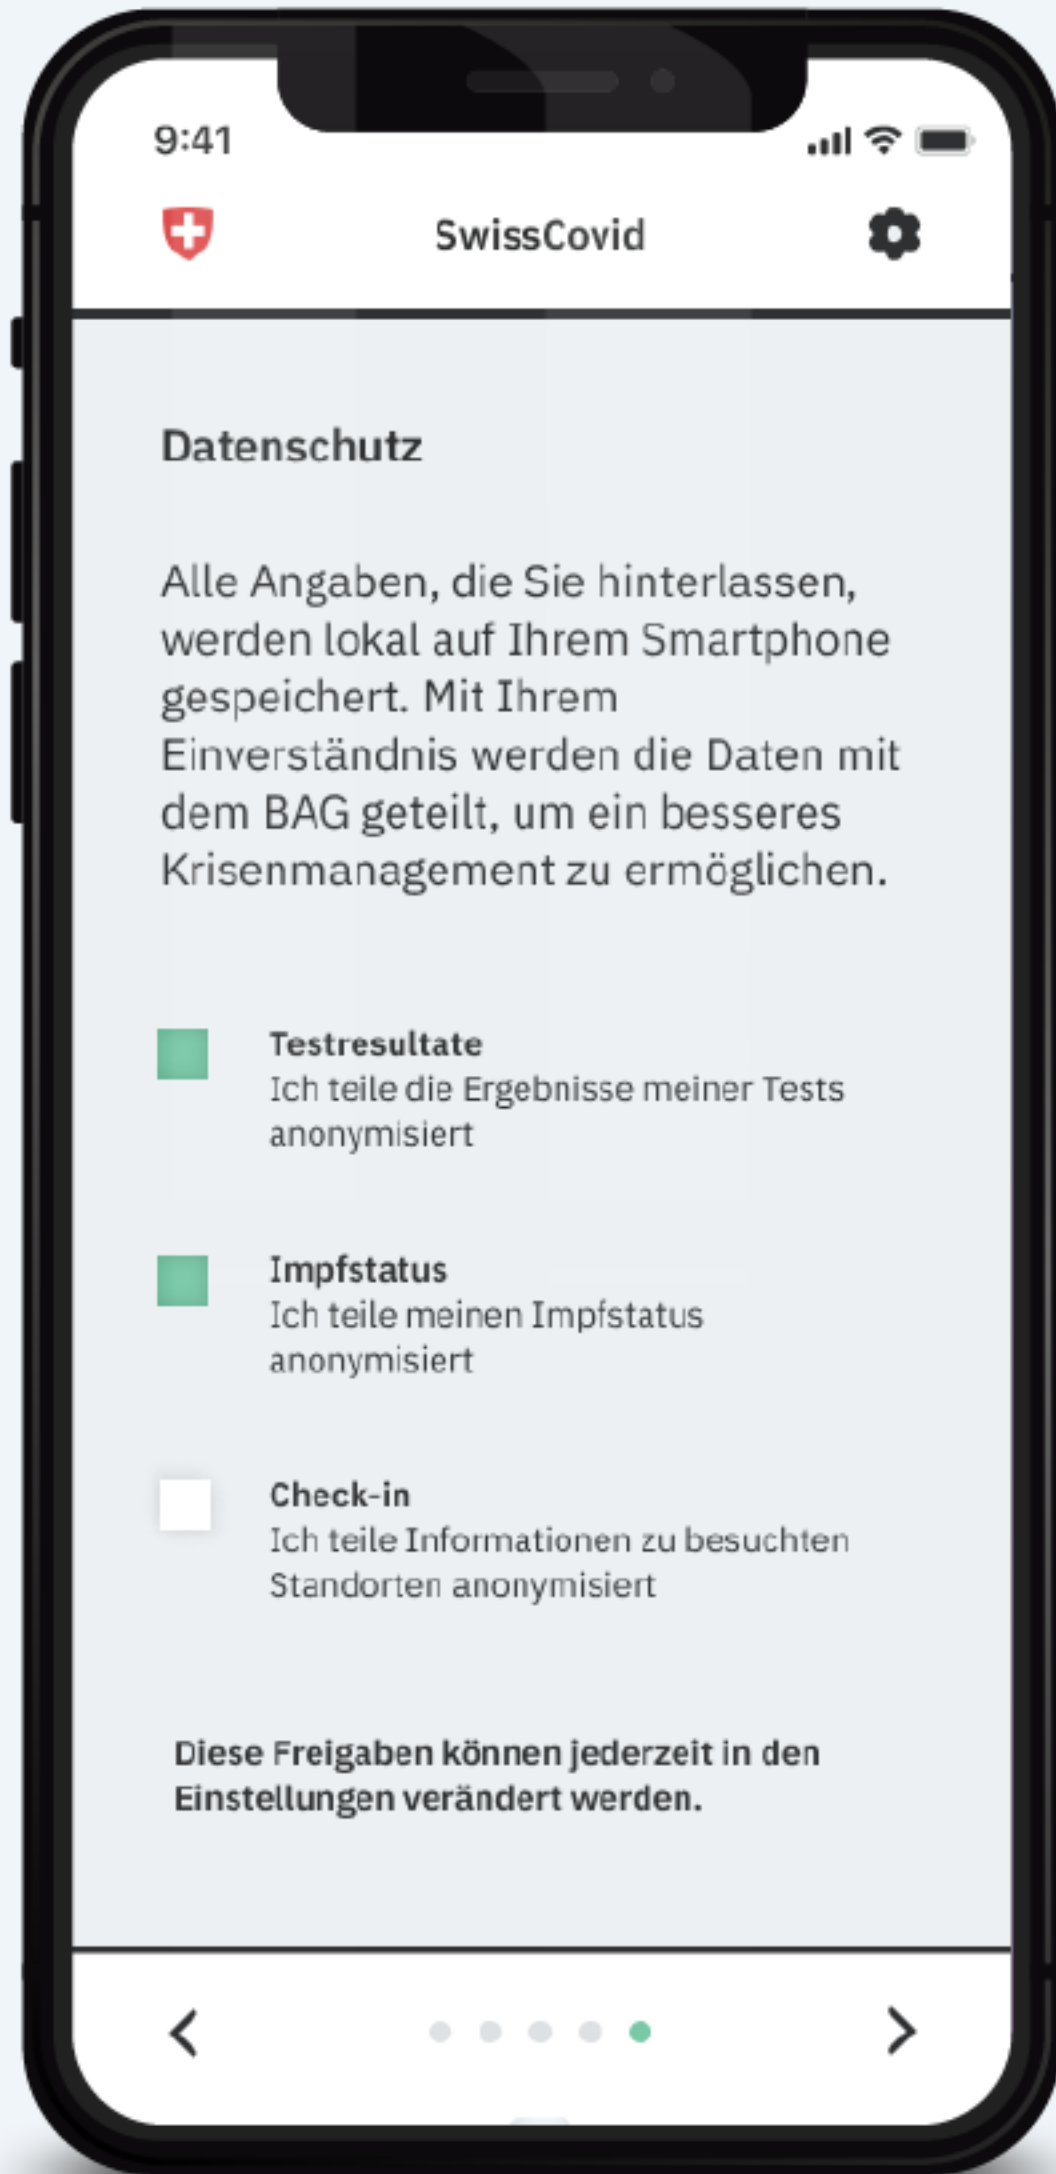 9:41
SwissCovid
Datenschutz
Alle Angaben, die Sie hinterlassen,
werden lokal auf Ihrem Smartphone
gespeichert. Mit Ihrem
Einverständnis werden die Daten mit
dem BAG geteilt, um ein besseres
Krisenmanagement zu ermöglichen.
Testresultate
Ich teile die Ergebnisse meiner Tests
anonymisiert
Impfstatus
Ich teile meinen Impfstatus
anonymisiert
Check-in
Ich teile Informationen zu besuchten
Standorten anonymisiert
Diese Freigaben können jederzeit in den
Einstellungen verändert werden.